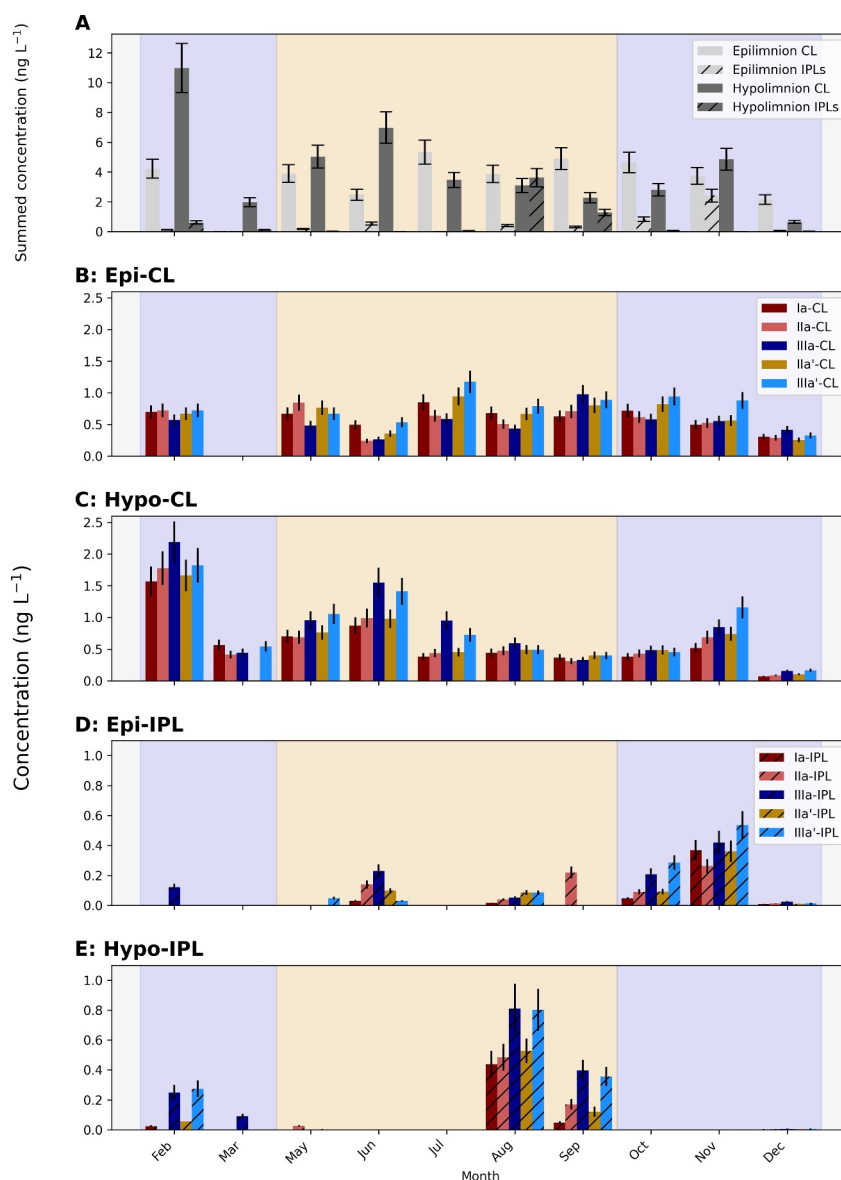 A
Summed concentration (ng L⁻¹)
12
10
8
6
4
2
0
Epilimnion CL
Epilimnion IPLs
Hypolimnion CL
Hypolimnion IPLs
B: Epi-CL
2.5
2.0
1.5
1.0
0.5
0.0
Ia-CL
IIa-CL
IIIa-CL
IIa'-CL
IIIa'-CL
C: Hypo-CL
2.5
2.0
1.5
1.0
0.5
0.0
Concentration (ng L⁻¹)
D: Epi-IPL
1.0
0.8
0.6
0.4
0.2
0.0
Ia-IPL
IIa-IPL
IIIa-IPL
IIa'-IPL
IIIa'-IPL
E: Hypo-IPL
1.0
0.8
0.6
0.4
0.2
0.0
Feb
Mar
May
Jun
Jul
Aug
Sep
Oct
Nov
Dec
Month